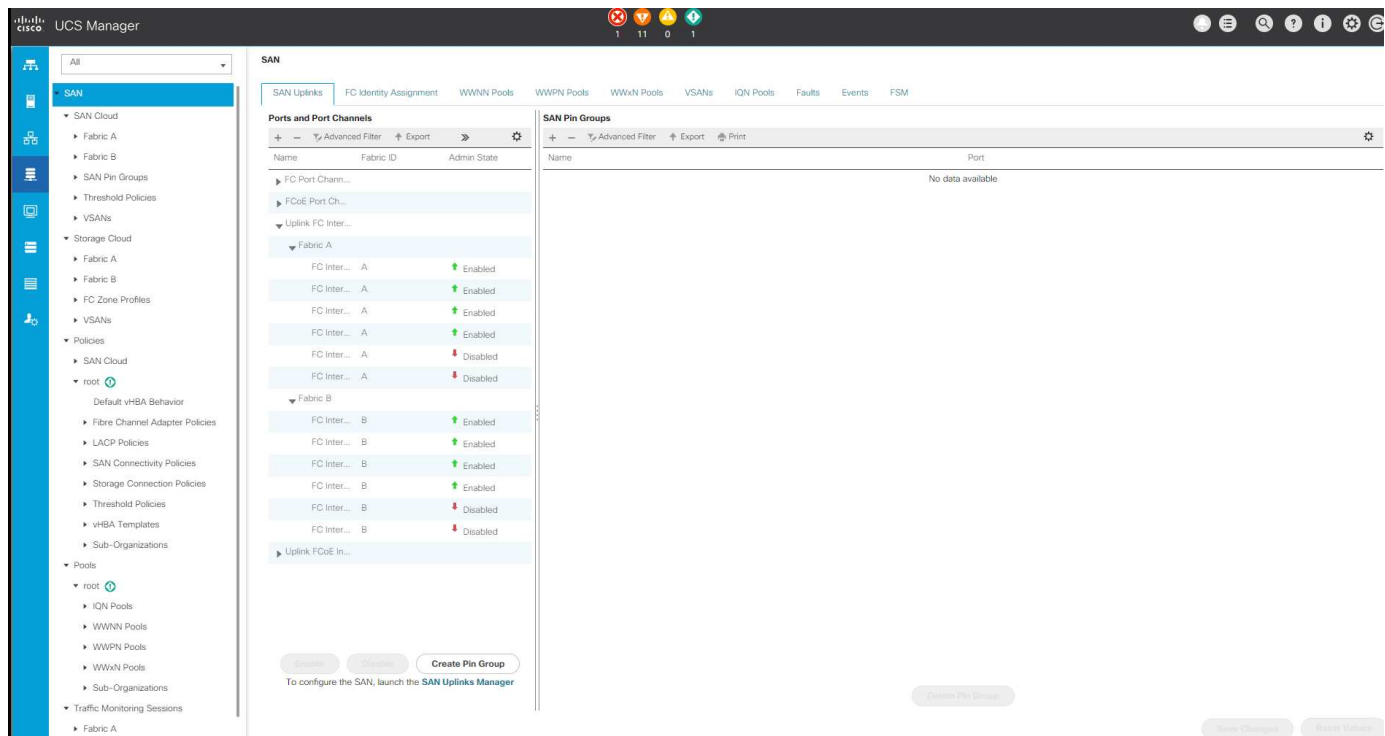 cisco UCS Manager
1 11 0 1
All
SAN
SAN Cloud
Fabric A
Fabric B
SAN Pin Groups
Threshold Policies
VSANs
Storage Cloud
Fabric A
Fabric B
FC Zone Profiles
VSANs
Policies
SAN Cloud
root
Default vHBA Behavior
Fibre Channel Adapter Policies
LACP Policies
SAN Connectivity Policies
Storage Connection Policies
Threshold Policies
vHBA Templates
Sub-Organizations
Pools
root
IQN Pools
WWNN Pools
WWPN Pools
WWxN Pools
Sub-Organizations
Traffic Monitoring Sessions
Fabric A
SAN
SAN Uplinks FC Identity Assignment WWNN Pools WWPN Pools WWxN Pools VSANs IQN Pools Faults Events FSM
Ports and Port Channels
+ − Advanced Filter Export »
Name Fabric ID Admin State
FC Port Chann...
FCoE Port Ch...
Uplink FC Inter...
Fabric A
FC Inter... A Enabled
FC Inter... A Enabled
FC Inter... A Enabled
FC Inter... A Enabled
FC Inter... A Disabled
FC Inter... A Disabled
Fabric B
FC Inter... B Enabled
FC Inter... B Enabled
FC Inter... B Enabled
FC Inter... B Enabled
FC Inter... B Disabled
FC Inter... B Disabled
Uplink FCoE In...
Enable Disable Create Pin Group
To configure the SAN, launch the SAN Uplinks Manager
SAN Pin Groups
+ − Advanced Filter Export Print
Name Port
No data available
Create Pin Group
Save Changes Reset Values